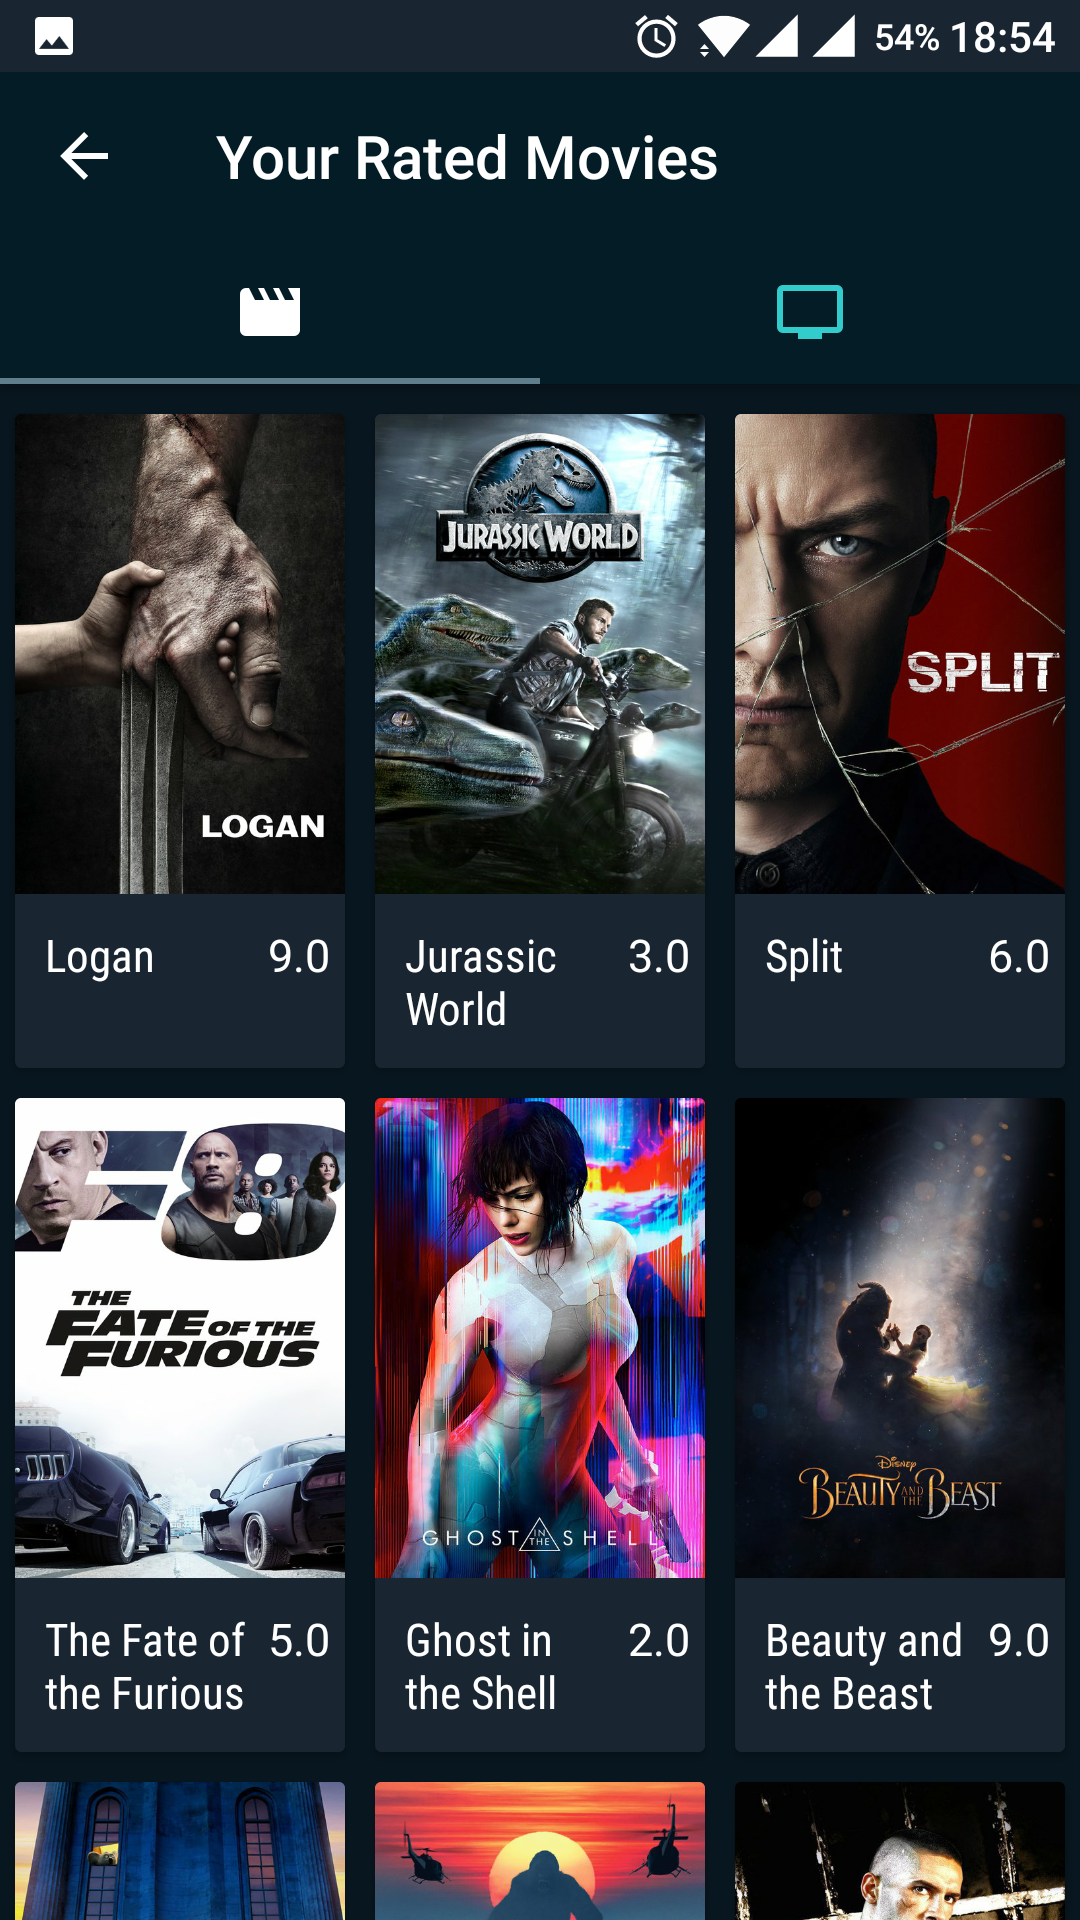 54% 18:54
Your Rated Movies
LOGAN
JURASSIC WORLD
SPLIT
Logan 9.0
Jurassic World 3.0
Split 6.0
F8
THE
FATE OF THE
FURIOUS
GHOST IN THE SHELL
DISNEY
BEAUTY AND THE BEAST
The Fate of the Furious 5.0
Ghost in the Shell 2.0
Beauty and the Beast 9.0